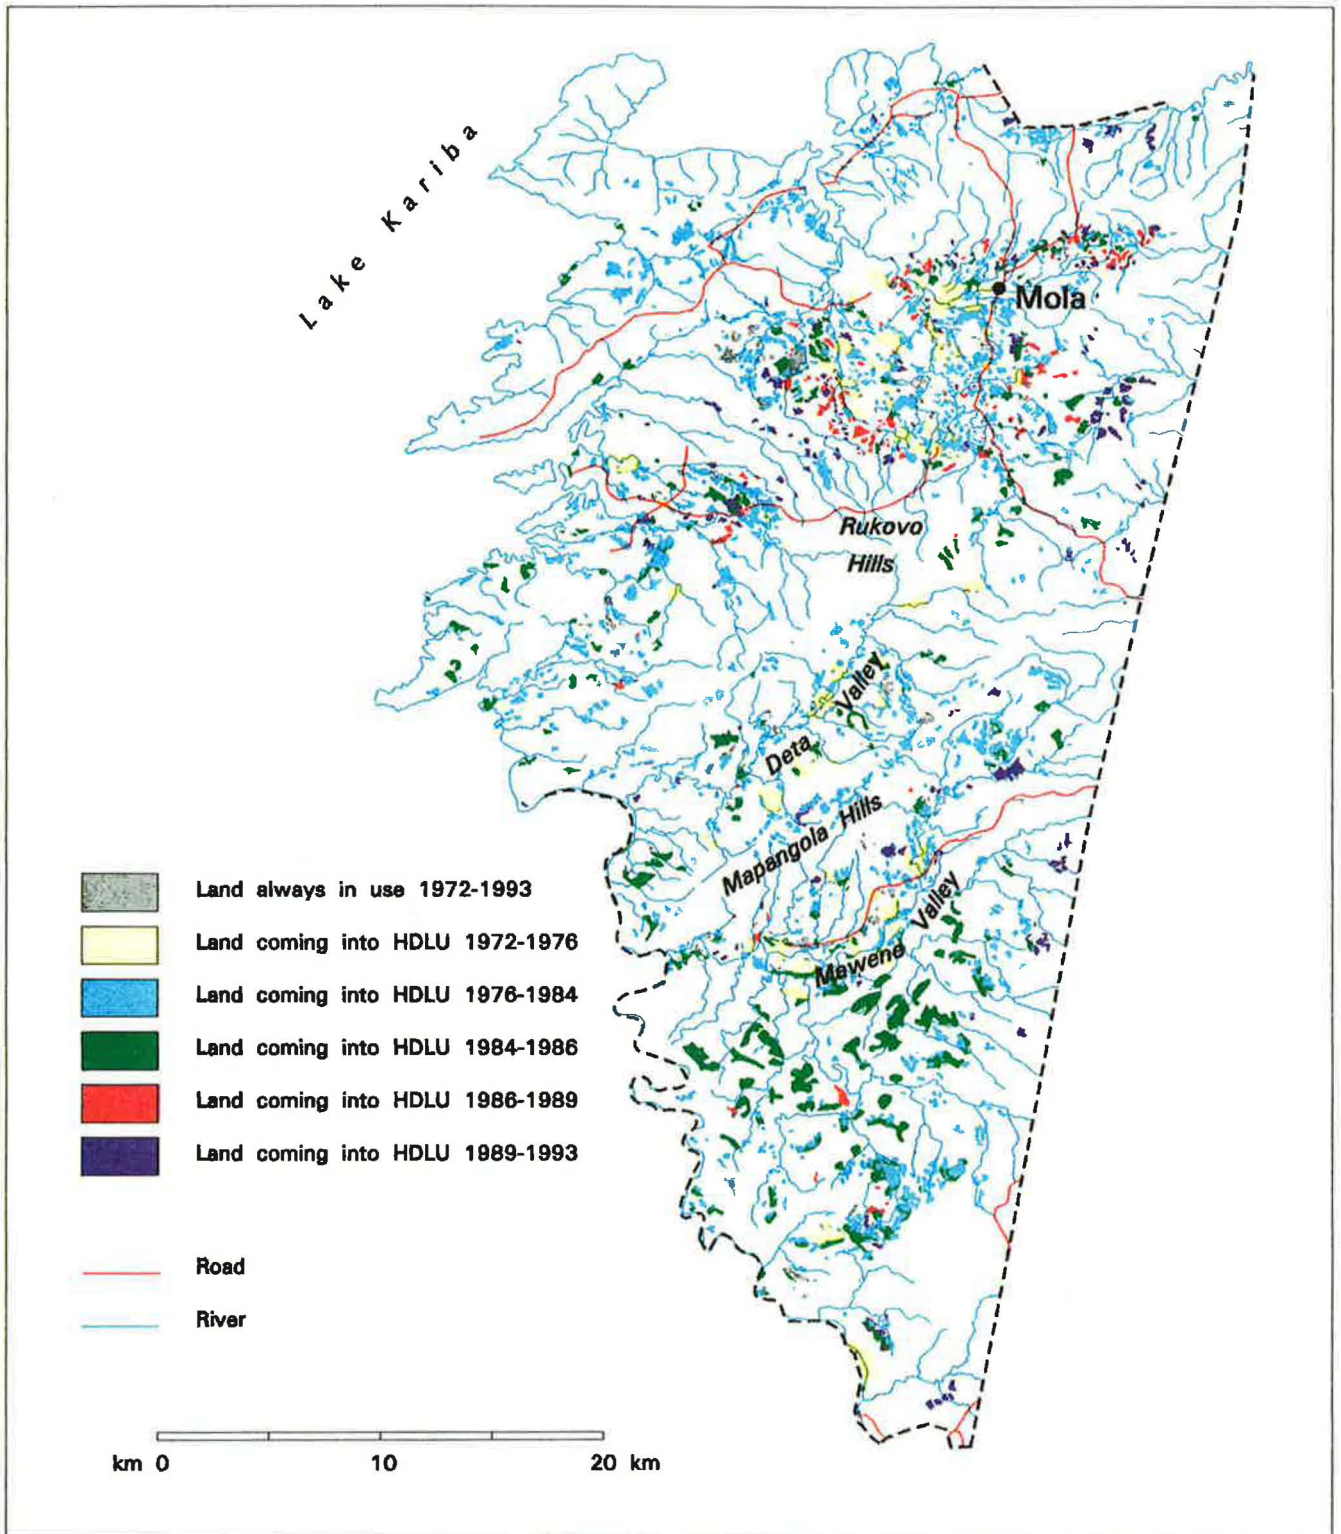 Lake Kariba
Mola
Rukovo
Hills
Deta Valley
Mapangola Hills
Mawene Valley
Land always in use 1972-1993
Land coming into HDLU 1972-1976
Land coming into HDLU 1976-1984
Land coming into HDLU 1984-1986
Land coming into HDLU 1986-1989
Land coming into HDLU 1989-1993
Road
River
km 0 10 20 km